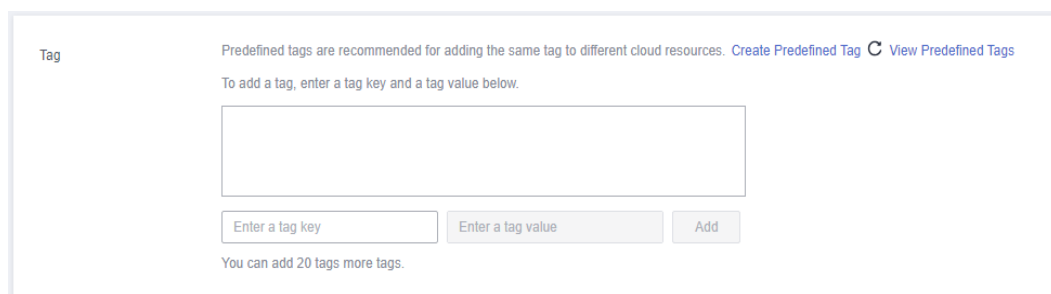 Tag
Predefined tags are recommended for adding the same tag to different cloud resources. Create Predefined Tag View Predefined Tags
To add a tag, enter a tag key and a tag value below.
Enter a tag key
Enter a tag value
Add
You can add 20 tags more tags.